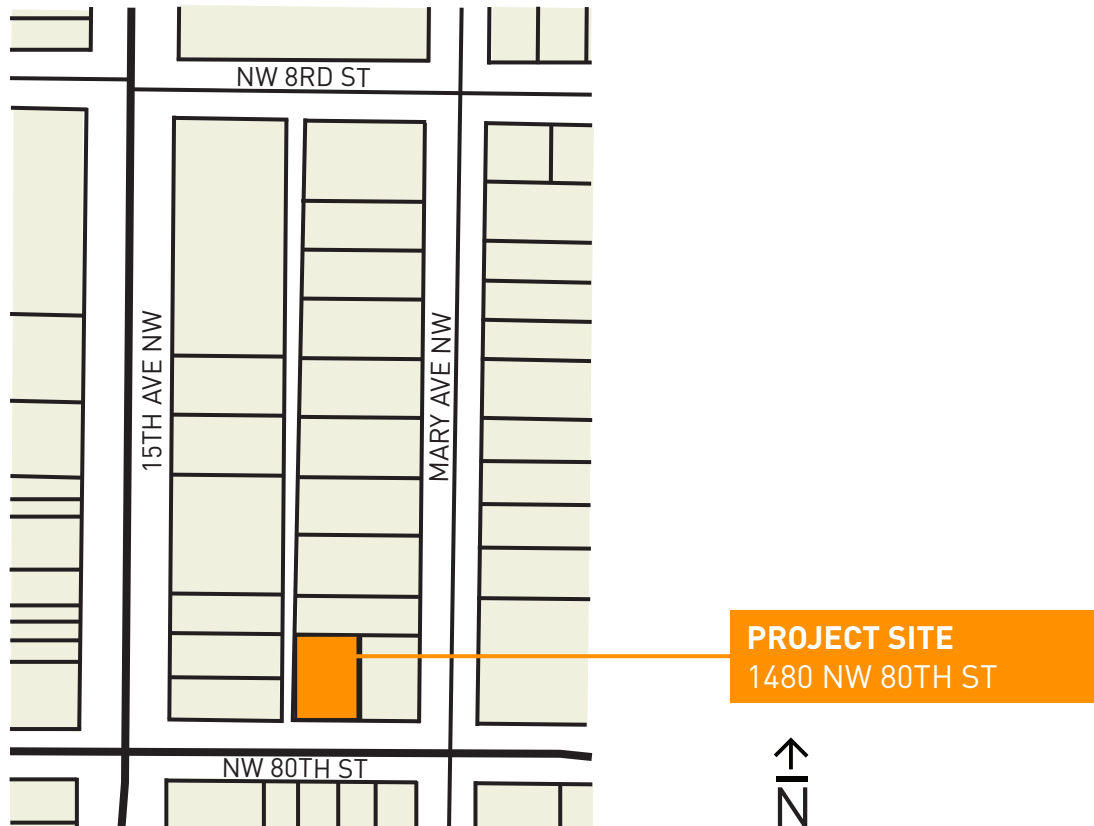 NW 8RD ST
15TH AVE NW
MARY AVE NW
PROJECT SITE
1480 NW 80TH ST
NW 80TH ST
N